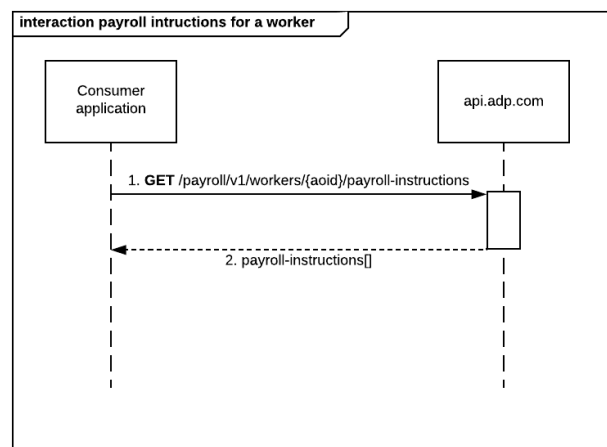 interaction payroll intructions for a worker
Consumer
application
api.adp.com
1. GET /payroll/v1/workers/{aoid}/payroll-instructions
2. payroll-instructions[]